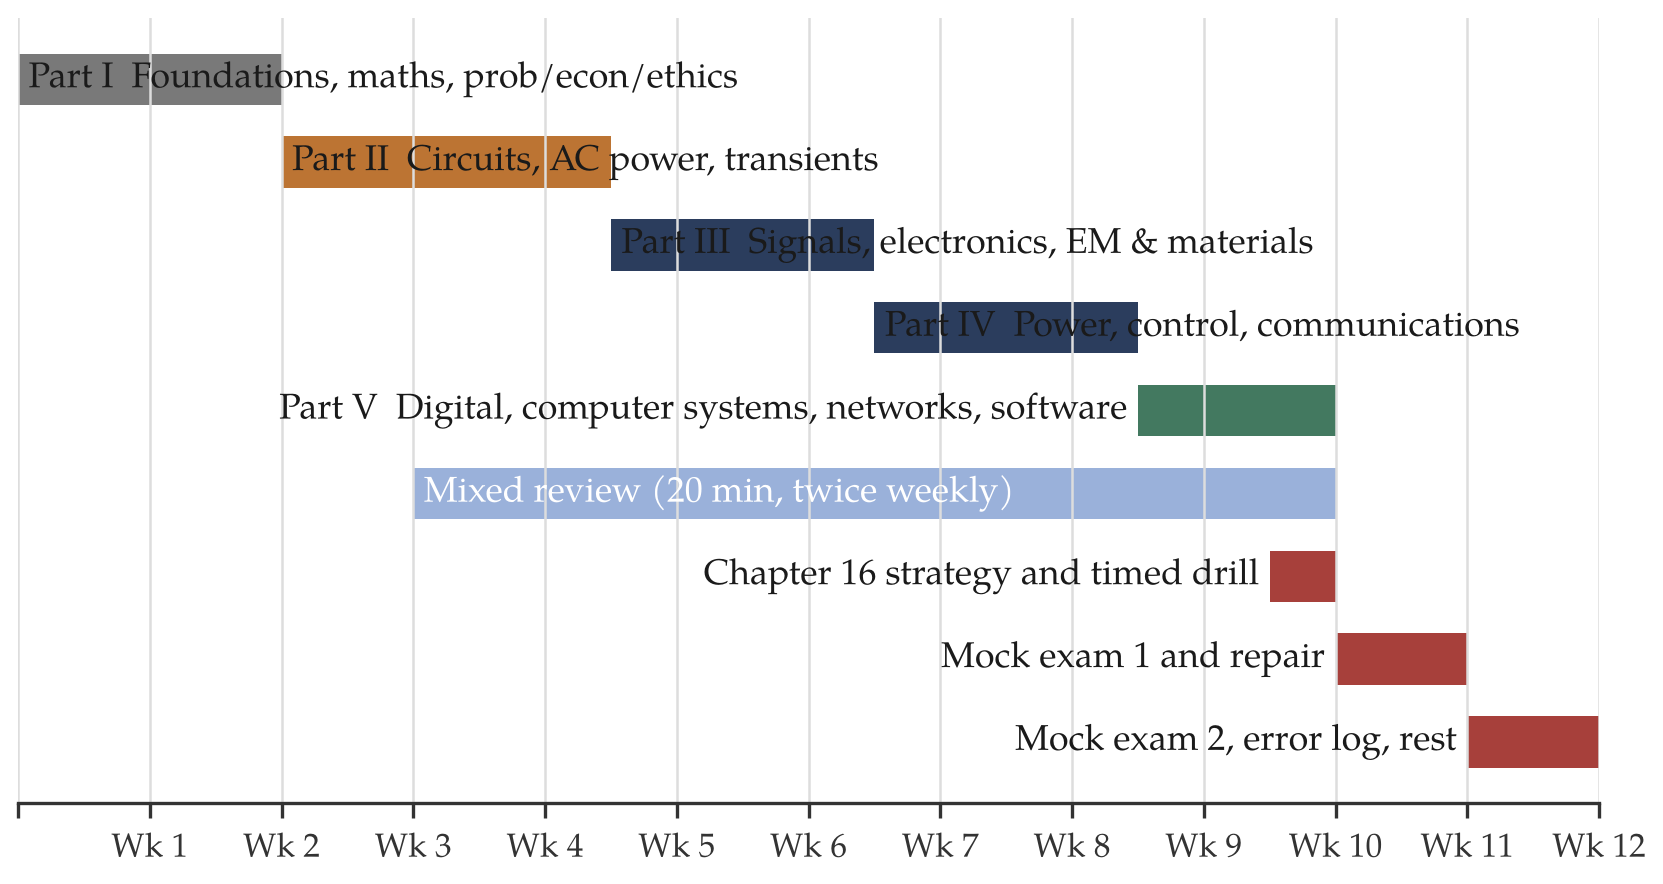 Part I Foundations, maths, prob/econ/ethics
Part II Circuits, AC power, transients
Part III Signals, electronics, EM & materials
Part IV Power, control, communications
Part V Digital, computer systems, networks, software
Mixed review (20 min, twice weekly)
Chapter 16 strategy and timed drill
Mock exam 1 and repair
Mock exam 2, error log, rest
Wk 1 Wk 2 Wk 3 Wk 4 Wk 5 Wk 6 Wk 7 Wk 8 Wk 9 Wk 10 Wk 11 Wk 12